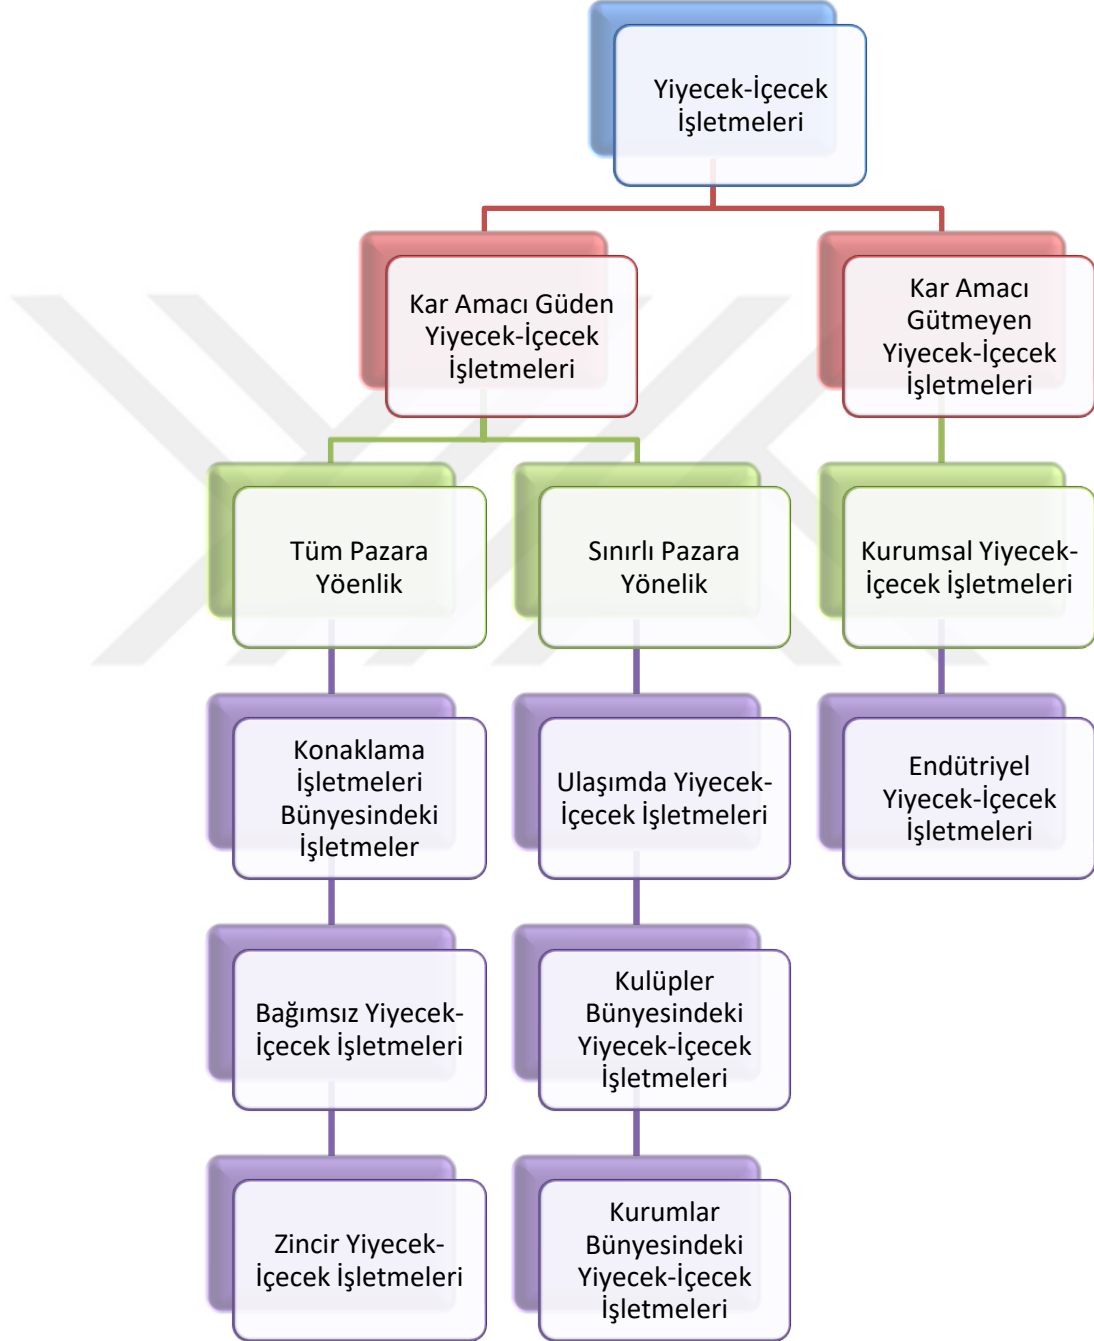 Yiyecek-İçecek
İşletmeleri
Kar Amacı Güden
Yiyecek-İçecek
İşletmeleri
Kar Amacı
Gütmeyen
Yiyecek-İçecek
İşletmeleri
Tüm Pazara
Yöenlik
Sınırlı Pazara
Yönelik
Kurumsal Yiyecek-
İçecek İşletmeleri
Konaklama
İşletmeleri
Bünyesindeki
İşletmeler
Ulaşımda Yiyecek-
İçecek İşletmeleri
Endütriyel
Yiyecek-İçecek
İşletmeleri
Bağımsız Yiyecek-
İçecek İşletmeleri
Kulüpler
Bünyesindeki
Yiyecek-İçecek
İşletmeleri
Zincir Yiyecek-
İçecek İşletmeleri
Kurumlar
Bünyesindeki
Yiyecek-İçecek
İşletmeleri